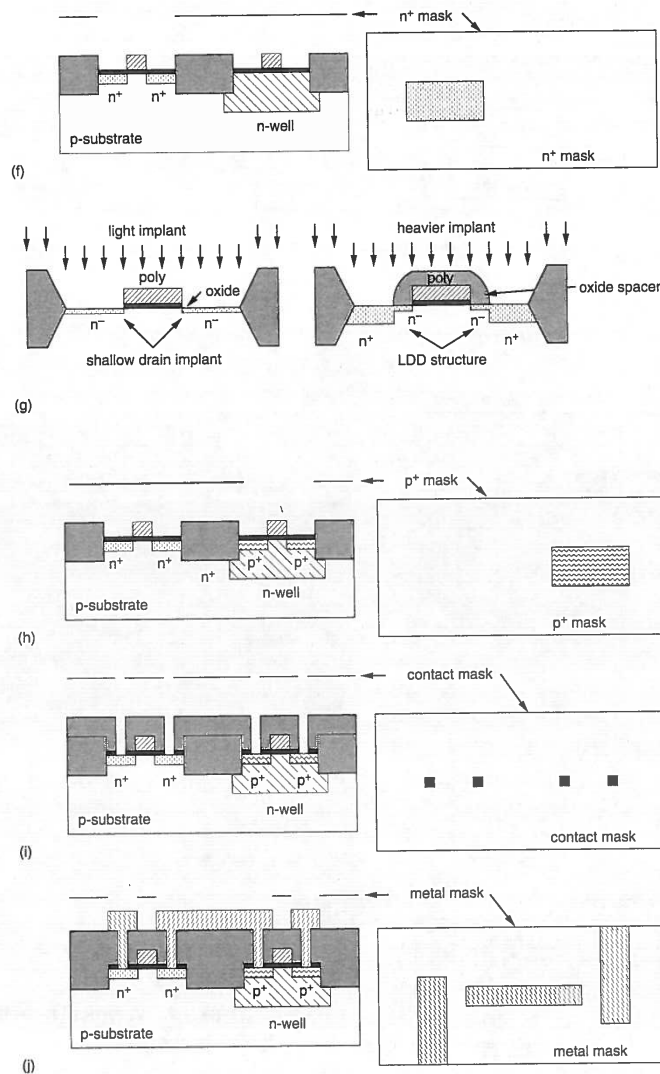 n⁺ mask
n⁺ n⁺
n-well
p-substrate
n⁺ mask
(f)
light implant
heavier implant
poly
poly
oxide
oxide spacer
n⁻ n⁻
n⁻ n⁻
n⁺ n⁺
shallow drain implant
LDD structure
(g)
p⁺ mask
n⁺ n⁺ n⁺ p⁺ p⁺
n-well
p-substrate
p⁺ mask
(h)
contact mask
n⁺ n⁺ p⁺ p⁺
n-well
p-substrate
contact mask
(i)
metal mask
n⁺ n⁺ p⁺ p⁺
n-well
p-substrate
metal mask
(j)